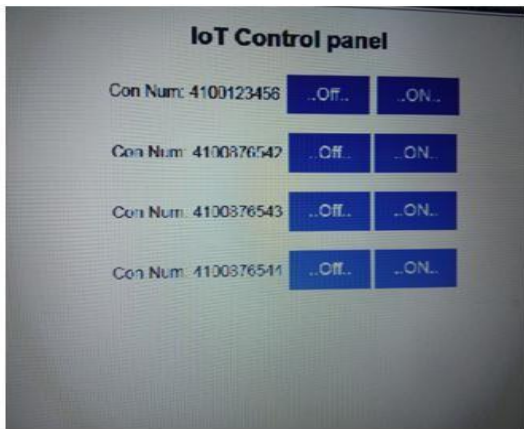 IoT Control panel
Con Num: 4100123456 ..Off.. ..ON..
Con Num: 4100876542 ..Off.. ..ON..
Con Num: 4100876543 ..Off.. ..ON..
Con Num: 4100876544 ..Off.. ..ON..